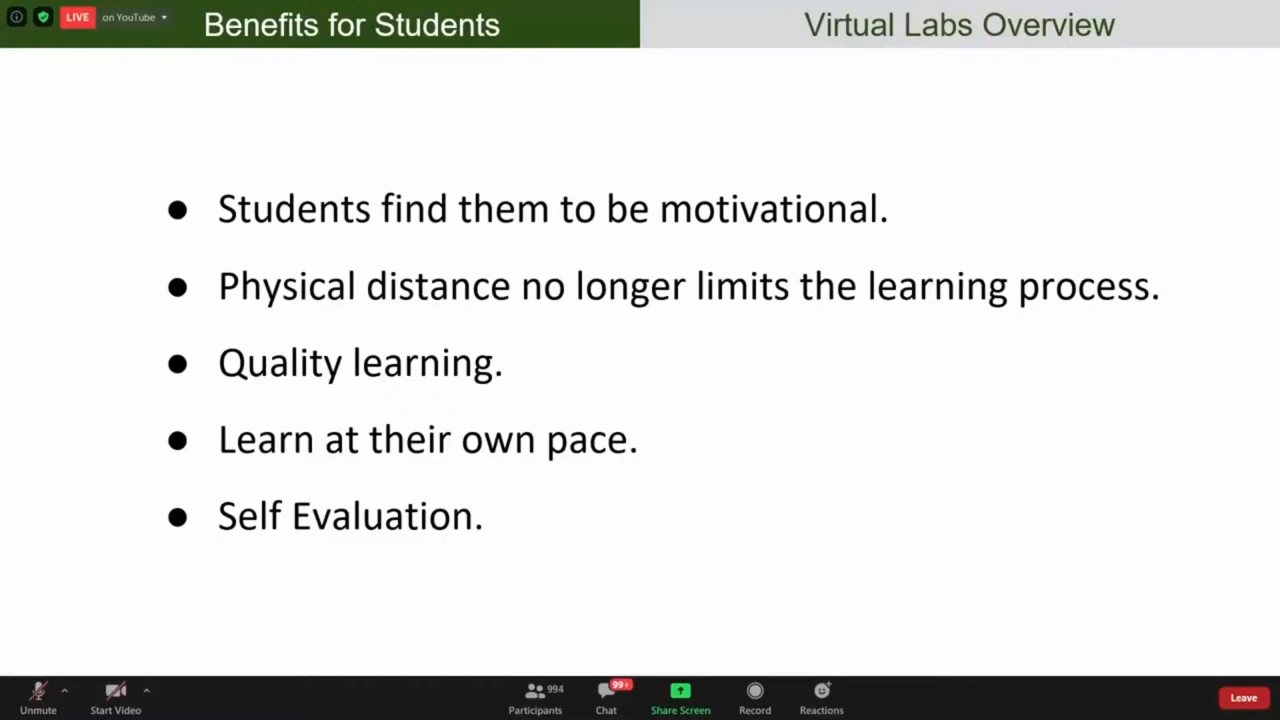 LIVE on YouTube
Benefits for Students
Virtual Labs Overview
● Students find them to be motivational.
● Physical distance no longer limits the learning process.
● Quality learning.
● Learn at their own pace.
● Self Evaluation.
Unmute
Start Video
994
Participants
99+
Chat
Share Screen
Record
Reactions
Leave